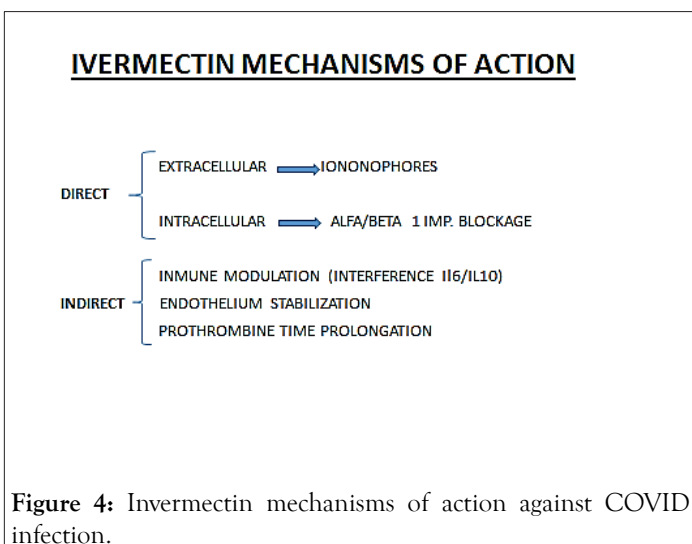 IVERMECTIN MECHANISMS OF ACTION
EXTRACELLULAR IONONOPHORES
DIRECT
INTRACELLULAR ALFA/BETA 1 IMP. BLOCKAGE
INMUNE MODULATION (INTERFERENCE Il6/IL10)
INDIRECT ENDOTHELIUM STABILIZATION
PROTHROMBINE TIME PROLONGATION
Figure 4: Invermectin mechanisms of action against COVID
infection.